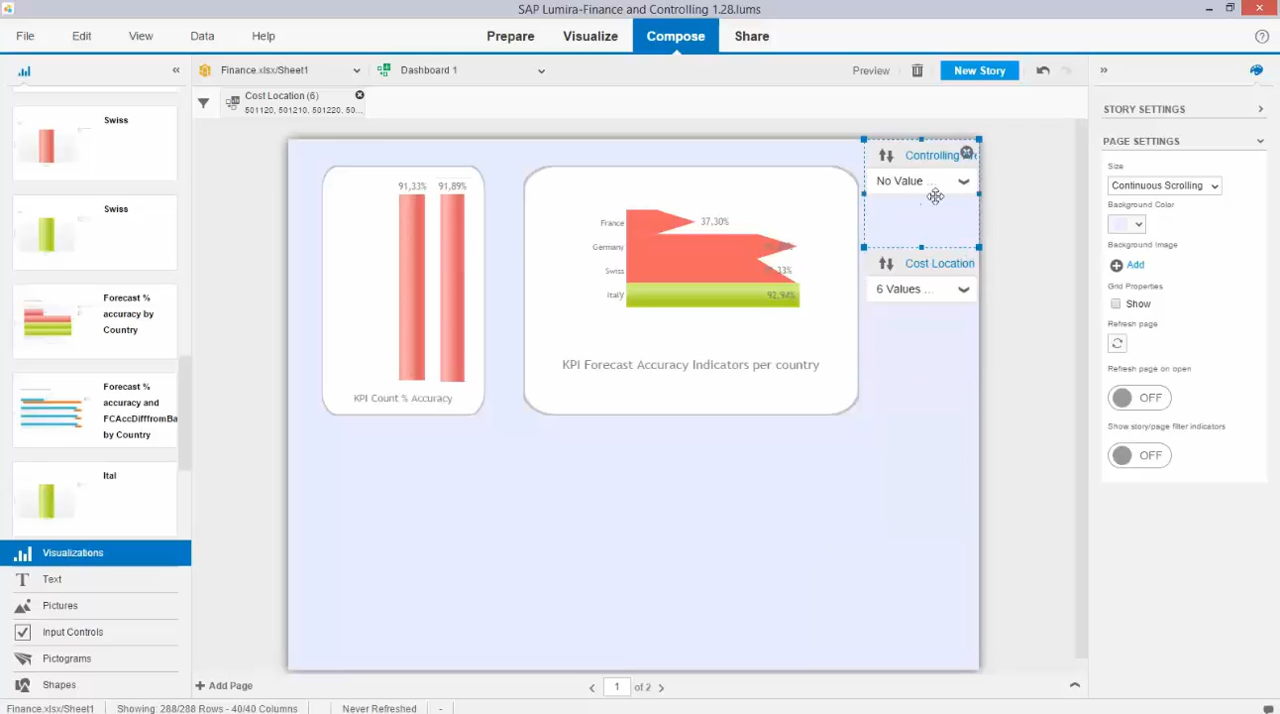 SAP Lumira-Finance and Controlling 1.28.lums
File Edit View Data Help
Prepare Visualize Compose Share
Finance.xlsx/Sheet1 Dashboard 1 Preview New Story
Cost Location (6)
501120, 501210, 501220, 50...
Swiss
Swiss
Forecast %
accuracy by
Country
Forecast %
accuracy and
FCAccDifffromBa
by Country
Ital
Visualizations
Text
Pictures
Input Controls
Pictograms
Shapes
91,33% 91,89%
KPI Count % Accuracy
France 37,30%
Germany
Swiss
Italy 92,94%
KPI Forecast Accuracy Indicators per country
Controlling
No Value ...
Cost Location
6 Values ...
STORY SETTINGS
PAGE SETTINGS
Size
Continuous Scrolling
Background Color
Background Image
Add
Grid Properties
Show
Refresh page
Refresh page on open
OFF
Show story/page filter indicators
OFF
Add Page
1 of 2
Finance.xlsx/Sheet1 Showing: 288/288 Rows - 40/40 Columns Never Refreshed -